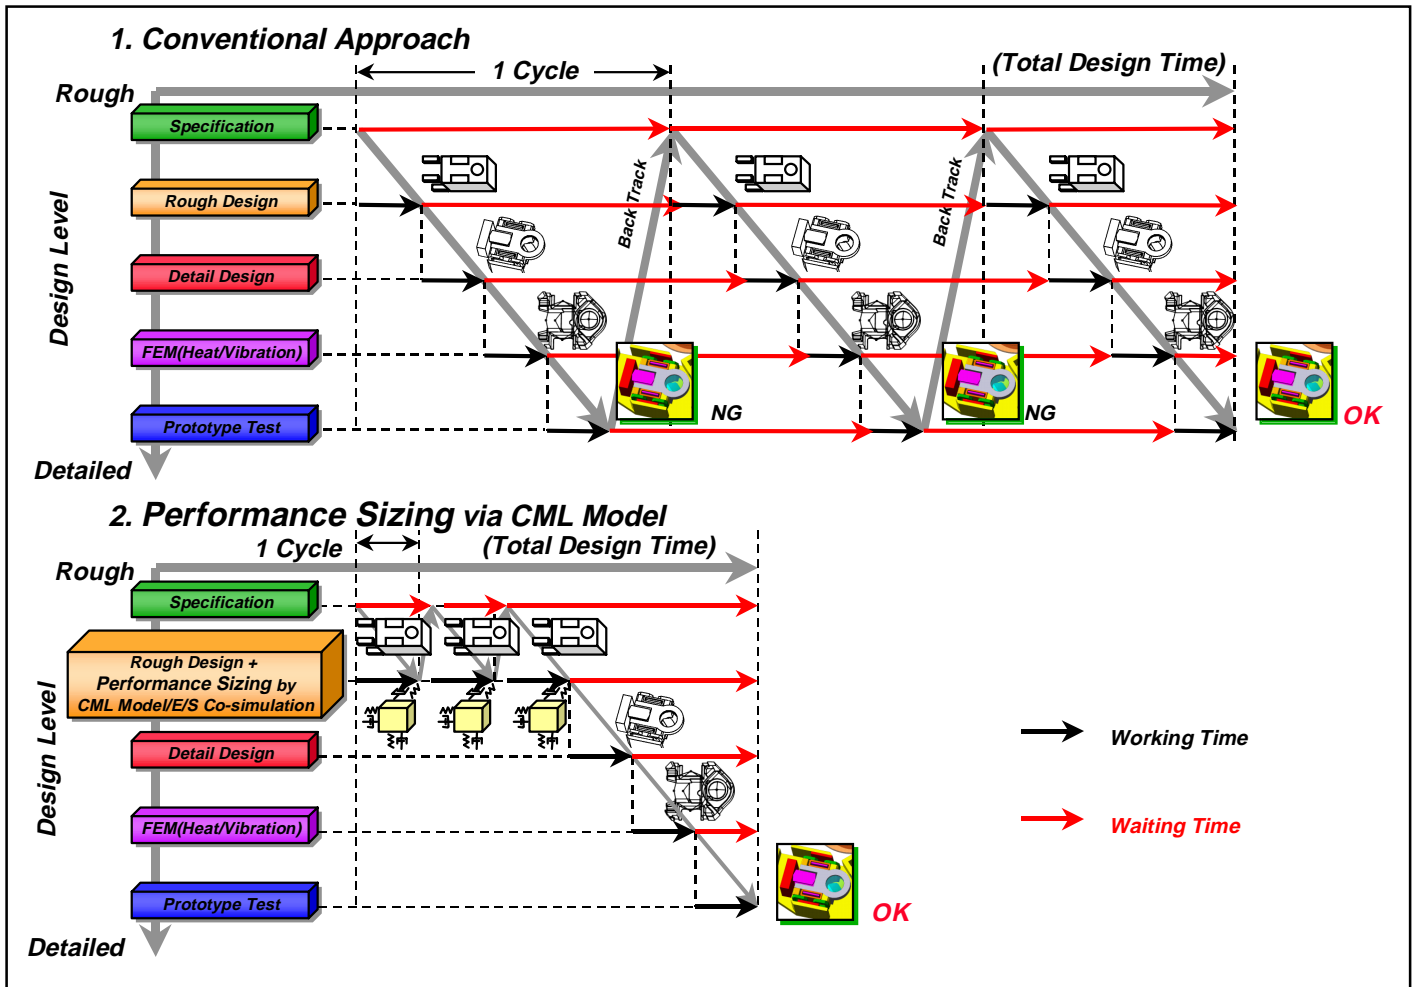 1. Conventional Approach
1 Cycle
(Total Design Time)
Rough
Specification
Rough Design
Detail Design
FEM(Heat/Vibration)
Prototype Test
Detailed
Design Level
Back Track
Back Track
NG
NG
OK
2. Performance Sizing via CML Model
1 Cycle
(Total Design Time)
Rough
Specification
Rough Design +
Performance Sizing by
CML Model/E/S Co-simulation
Detail Design
FEM(Heat/Vibration)
Prototype Test
Detailed
Design Level
OK
Working Time
Waiting Time